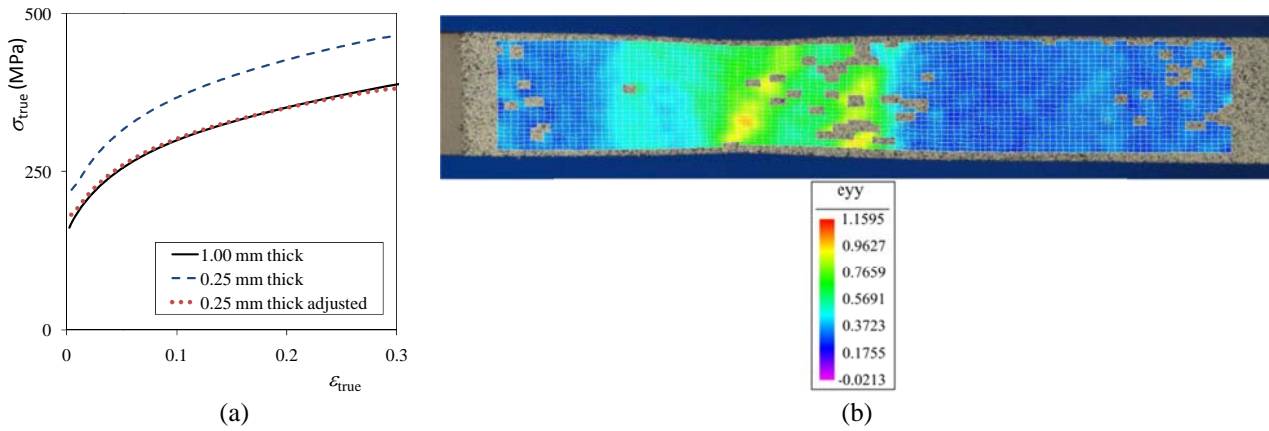 500
250
0
σtrue (MPa)
1.00 mm thick
0.25 mm thick
0.25 mm thick adjusted
0 0.1 0.2 0.3
εtrue
(a)
eyy
1.1595
0.9627
0.7659
0.5691
0.3723
0.1755
-0.0213
(b)